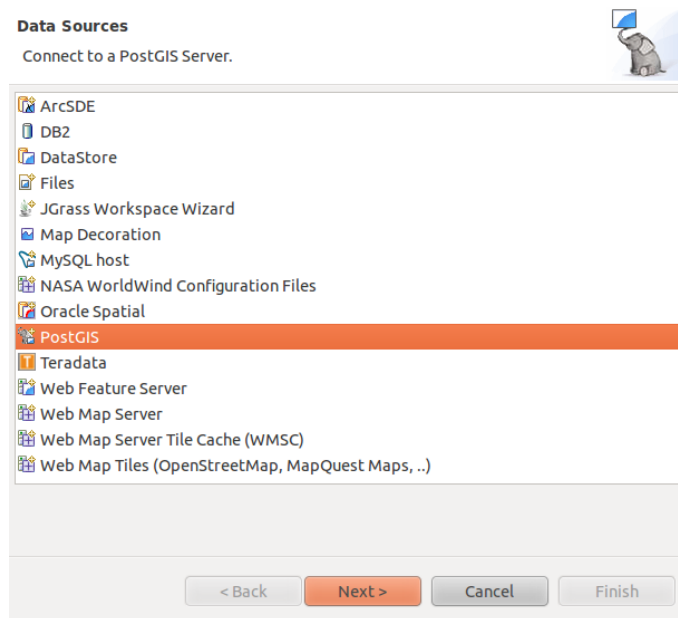 Data Sources
Connect to a PostGIS Server.
ArcSDE
DB2
DataStore
Files
JGrass Workspace Wizard
Map Decoration
MySQL host
NASA WorldWind Configuration Files
Oracle Spatial
PostGIS
Teradata
Web Feature Server
Web Map Server
Web Map Server Tile Cache (WMSC)
Web Map Tiles (OpenStreetMap, MapQuest Maps, ..)
< Back Next > Cancel Finish